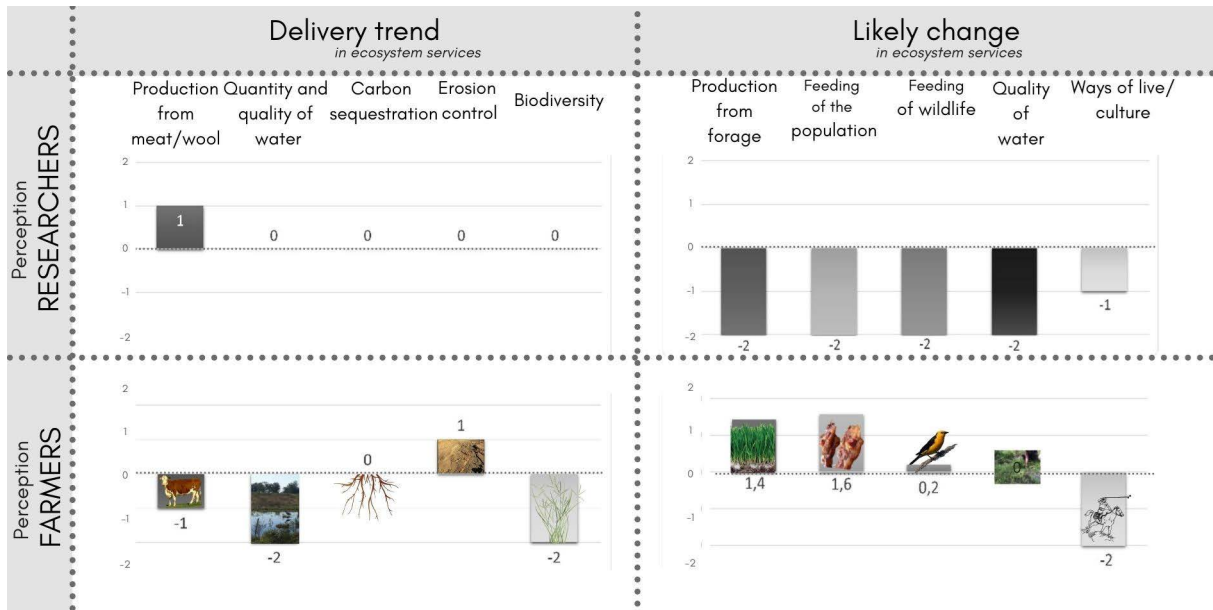 Delivery trend
in ecosystem services
Likely change
in ecosystem services
Perception
RESEARCHERS
Production
from
meat/wool
Quantity and
quality of
water
Carbon
sequestration
Erosion
control
Biodiversity
2
1
0
-1
-2
1
0
0
0
0
Production
from
forage
Feeding
of the
population
Feeding
of wildlife
Quality
of
water
Ways of live/
culture
2
1
0
-1
-2
-2
-2
-2
-2
-1
Perception
FARMERS
2
1
0
-1
-2
-1
-2
0
1
-2
2
1
0
-1
-2
1,4
1,6
0,2
0
-2